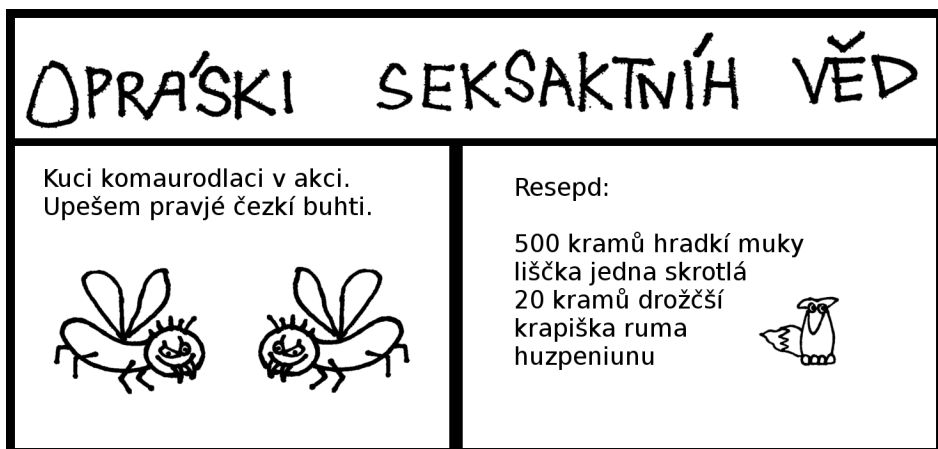 OPRÁSKI SEKSAKTNÍH VĚD
Kuci komaurodlaci v akci.
Upešem pravjé čezkí buhti.
Resepd:
500 kramů hradkí muky
liščka jedna skrotlá
20 kramů drožčší
krapiška ruma
huzpeniunu